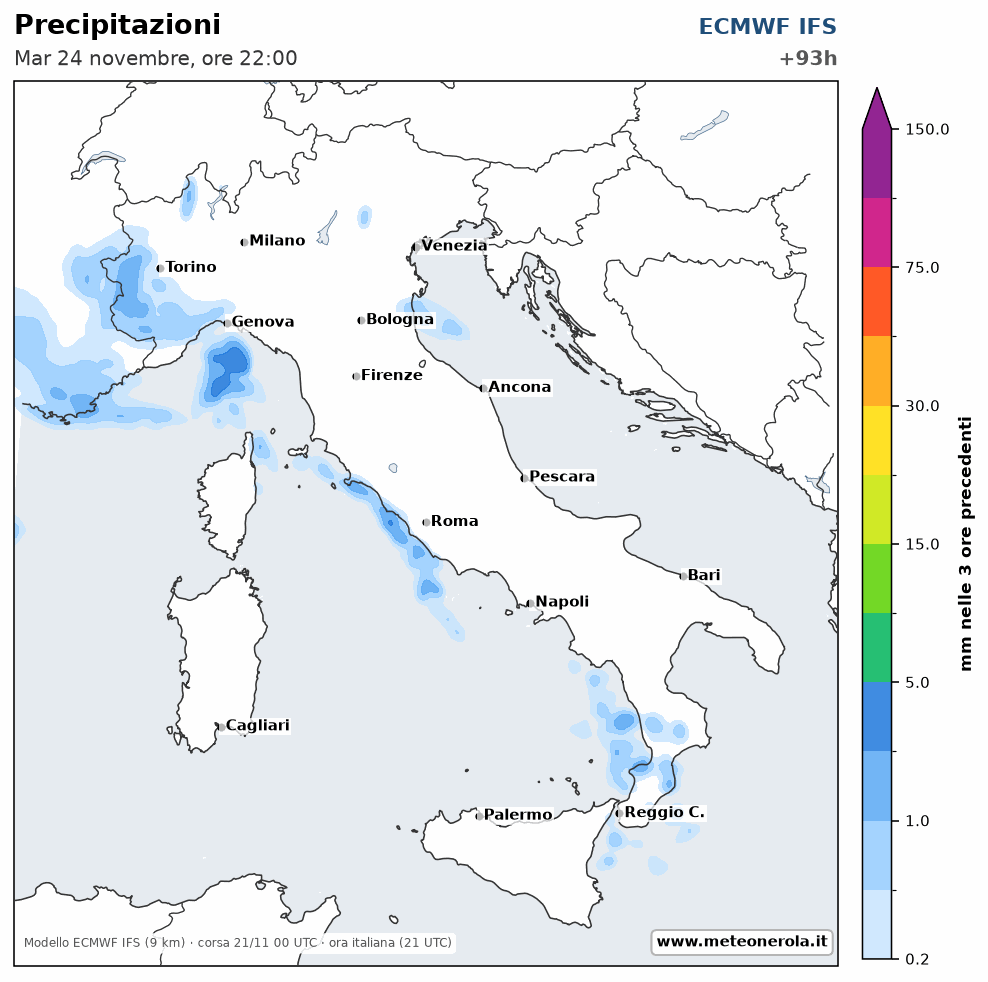 Precipitazioni
ECMWF IFS
Mar 24 novembre, ore 22:00
+93h
150.0
Milano
Venezia
Torino
75.0
Bologna
Genova
Firenze
Ancona
30.0
Pescara
Roma
15.0
Bari
Napoli
mm nelle 3 ore precedenti
5.0
Cagliari
Palermo
Reggio C.
1.0
Modello ECMWF IFS (9 km) · corsa 21/11 00 UTC · ora italiana (21 UTC)
www.meteonerola.it
0.2